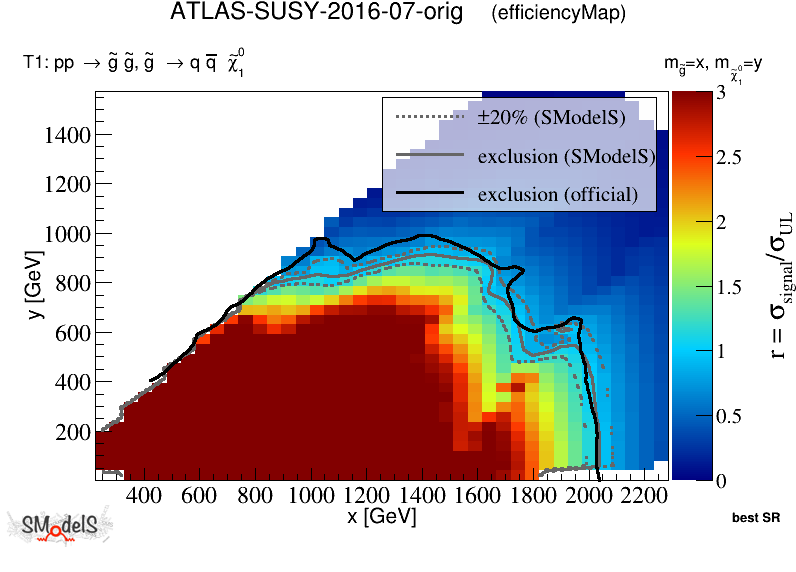 ATLAS-SUSY-2016-07-orig (efficiencyMap)
T1: pp → g̃ g̃, g̃ → q q̅ χ̃₁⁰
m_g̃=x, m_χ̃₁⁰=y
±20% (SModelS)
exclusion (SModelS)
exclusion (official)
1400
1200
1000
800
600
400
200
y [GeV]
400 600 800 1000 1200 1400 1600 1800 2000 2200
x [GeV]
3
2.5
2
1.5
1
0.5
0
r = σ_signal/σ_UL
best SR
SModelS